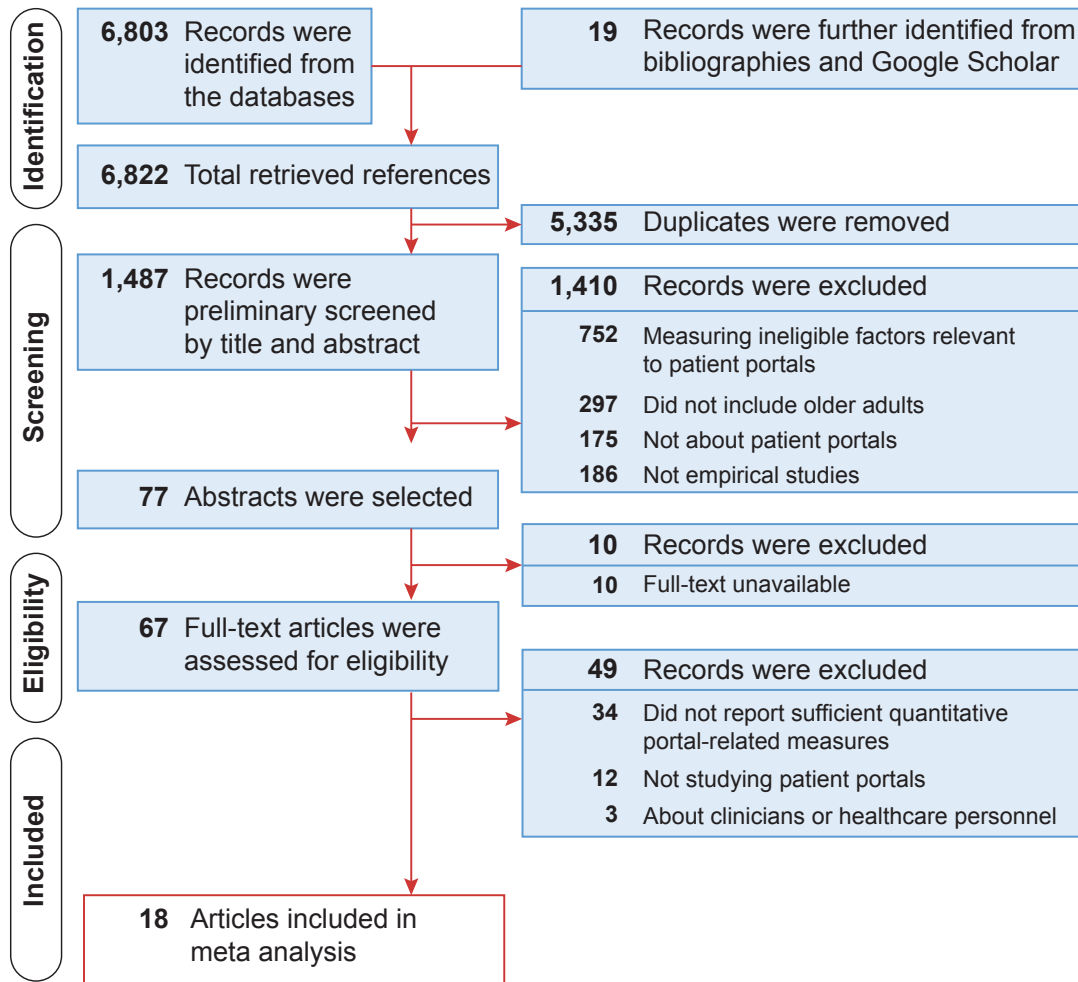 Identification
6,803 Records were
identified from
the databases
19 Records were further identified from
bibliographies and Google Scholar
6,822 Total retrieved references
5,335 Duplicates were removed
Screening
1,487 Records were
preliminary screened
by title and abstract
1,410 Records were excluded
752 Measuring ineligible factors relevant
to patient portals
297 Did not include older adults
175 Not about patient portals
186 Not empirical studies
77 Abstracts were selected
10 Records were excluded
10 Full-text unavailable
Eligibility
67 Full-text articles were
assessed for eligibility
49 Records were excluded
34 Did not report sufficient quantitative
portal-related measures
12 Not studying patient portals
3 About clinicians or healthcare personnel
Included
18 Articles included in
meta analysis